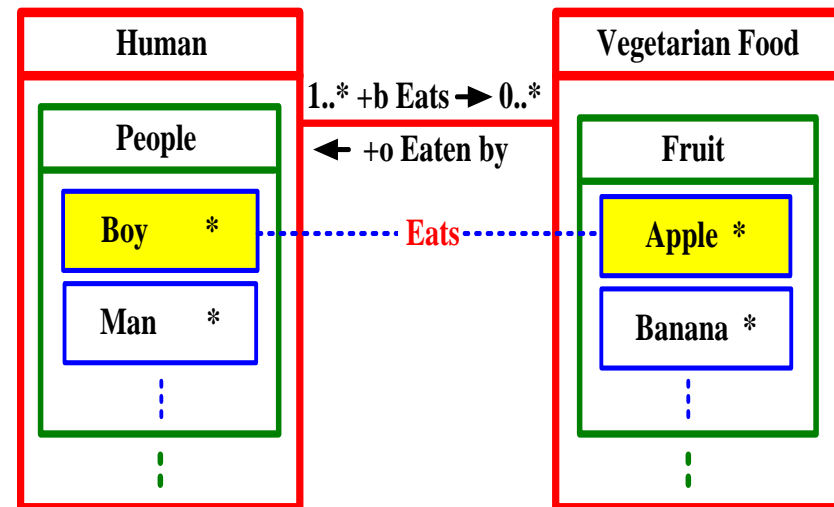 Human
Vegetarian Food
1..* +b Eats → 0..*
← +o Eaten by
People
Fruit
Boy *
Eats
Apple *
Man *
Banana *